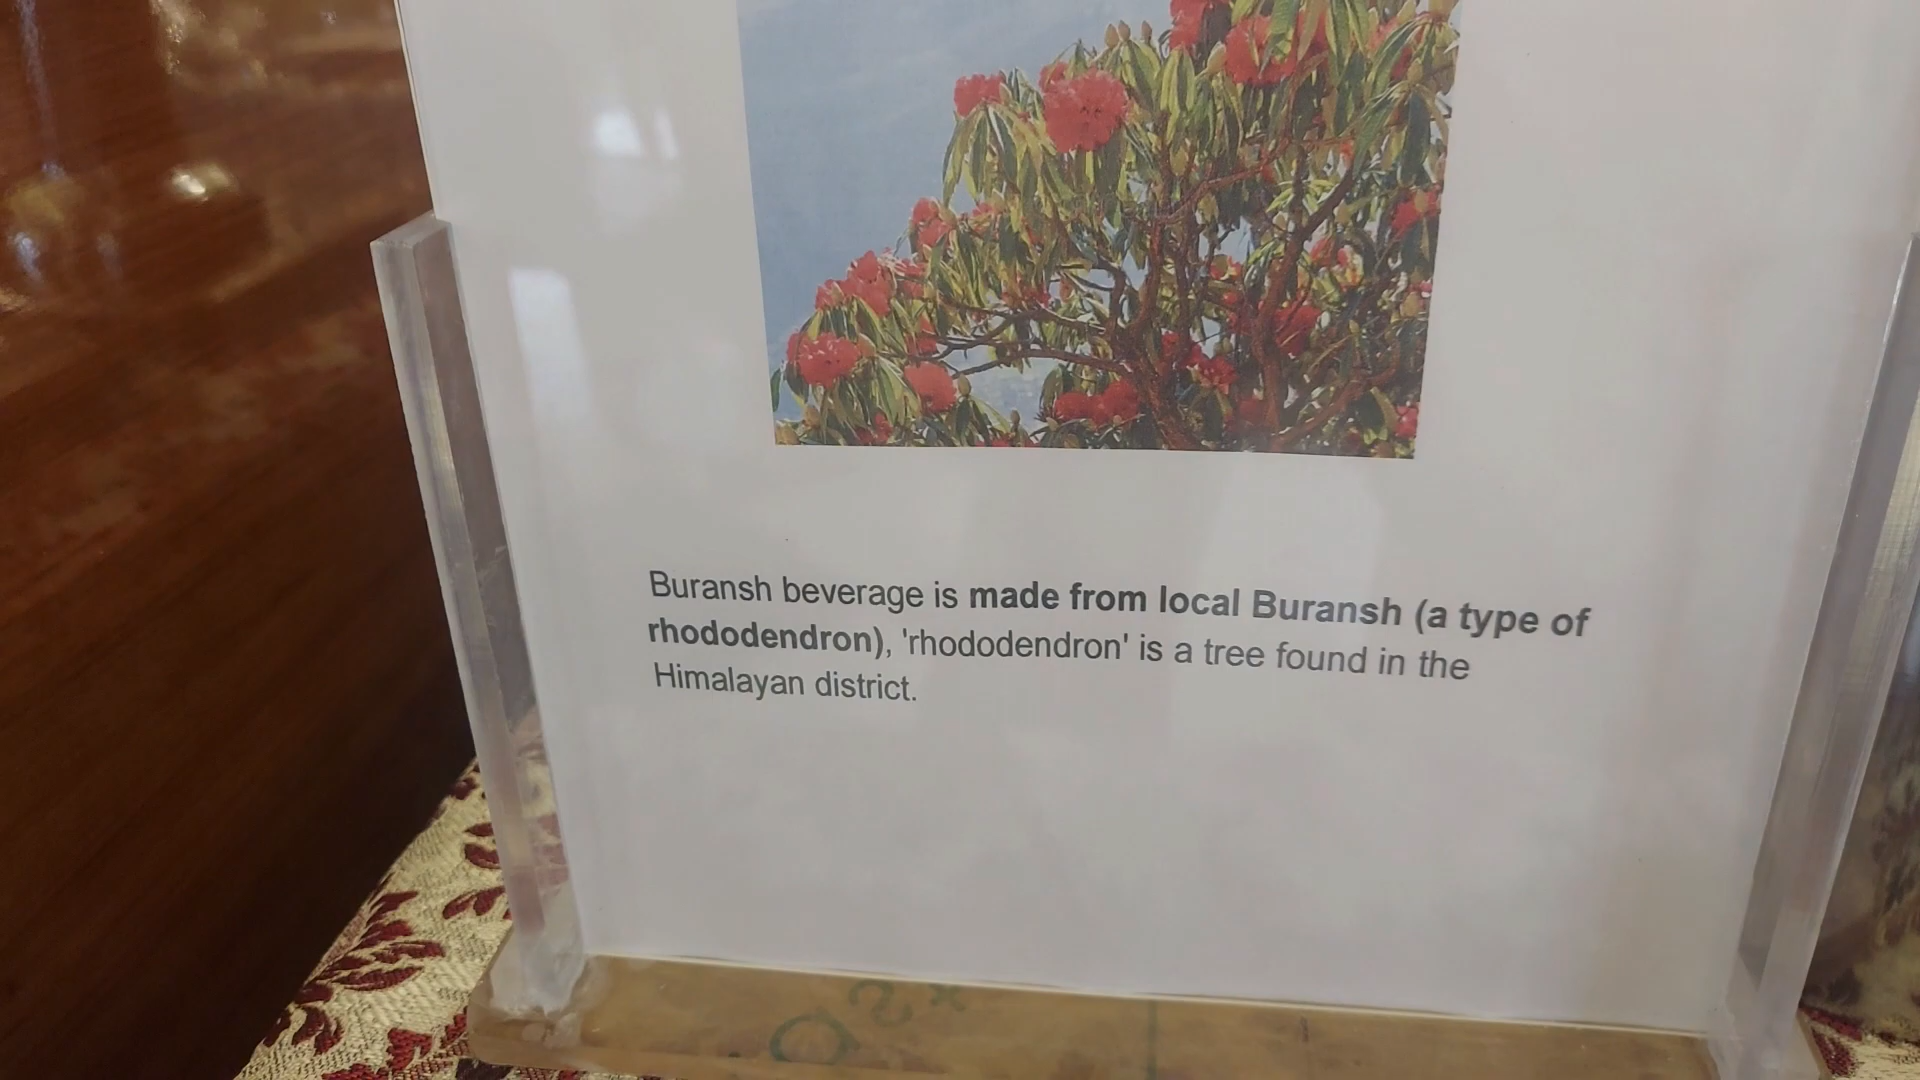 Buransh beverage is made from local Buransh (a type of
rhododendron), 'rhododendron' is a tree found in the
Himalayan district.